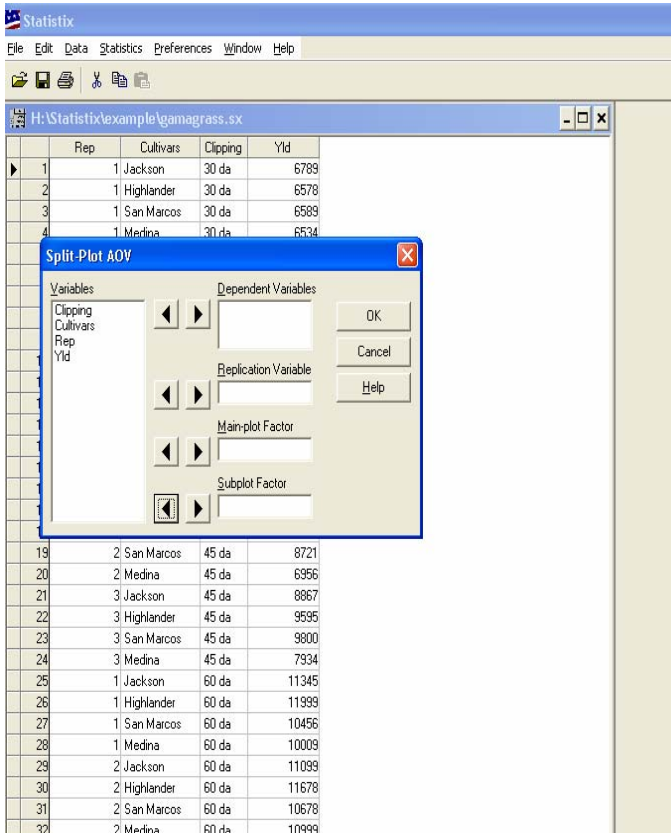 Statistix
File Edit Data Statistics Preferences Window Help
H:\Statistix\example\gamagrass.sx
Rep Cultivars Clipping Yld
1 1 Jackson 30 da 6789
2 1 Highlander 30 da 6578
3 1 San Marcos 30 da 6589
4 1 Medina 30 da 6534
Split-Plot AOV
Variables
Clipping
Cultivars
Rep
Yld
Dependent Variables
Replication Variable
Main-plot Factor
Subplot Factor
OK
Cancel
Help
19 2 San Marcos 45 da 8721
20 2 Medina 45 da 6956
21 3 Jackson 45 da 8867
22 3 Highlander 45 da 9595
23 3 San Marcos 45 da 9800
24 3 Medina 45 da 7934
25 1 Jackson 60 da 11345
26 1 Highlander 60 da 11999
27 1 San Marcos 60 da 10456
28 1 Medina 60 da 10009
29 2 Jackson 60 da 11099
30 2 Highlander 60 da 11678
31 2 San Marcos 60 da 10678
32 2 Medina 60 da 10999